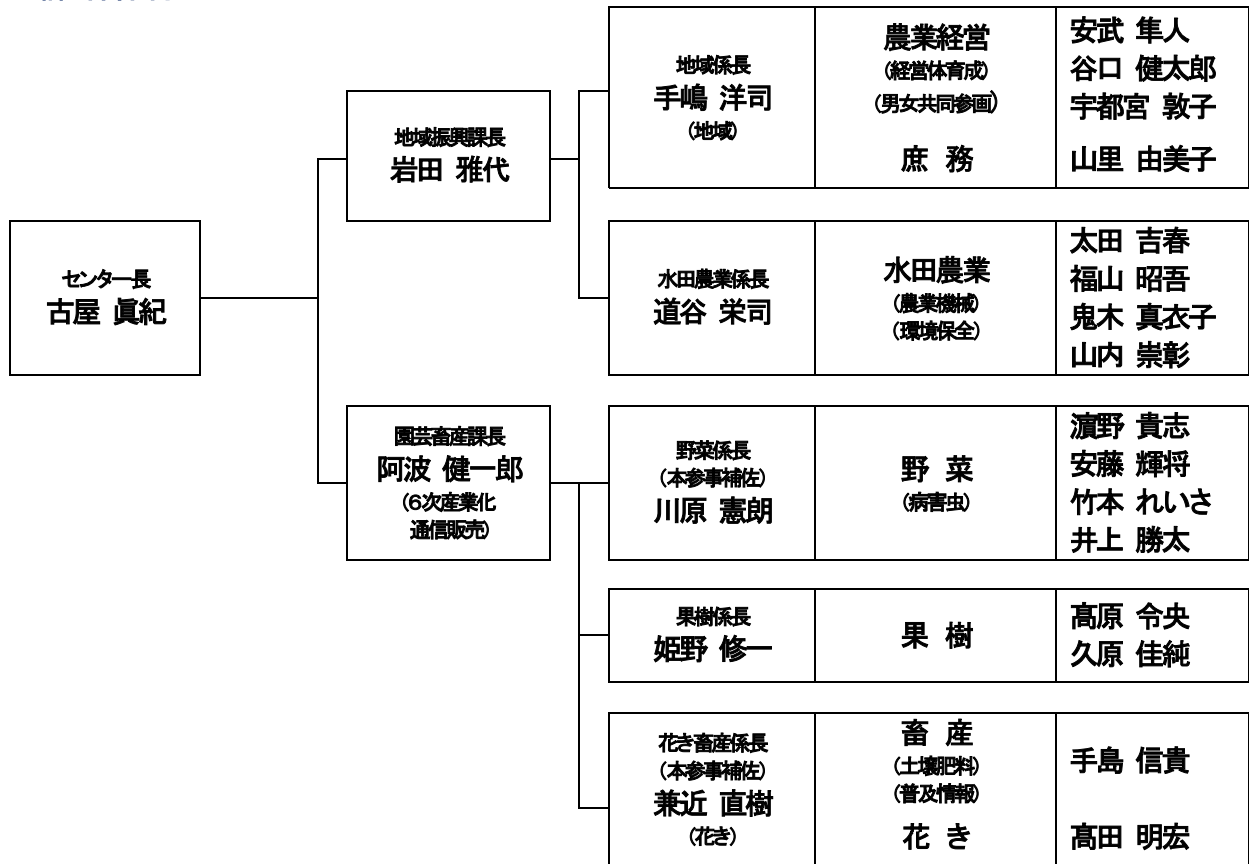 センター長
古屋 眞紀
地域振興課長
岩田 雅代
地域係長
手嶋 洋司
(地域)
農業経営
(経営体育成)
(男女共同参画)
庶 務
安武 隼人
谷口 健太郎
宇都宮 敦子
山里 由美子
水田農業係長
道谷 栄司
水田農業
(農業機械)
(環境保全)
太田 吉春
福山 昭吾
鬼木 真衣子
山内 崇彰
園芸畜産課長
阿波 健一郎
(6次産業化
通信販売)
野菜係長
(本参事補佐)
川原 憲朗
野 菜
(病害虫)
濵野 貴志
安藤 輝将
竹本 れいさ
井上 勝太
果樹係長
姫野 修一
果 樹
髙原 令央
久原 佳純
花き畜産係長
(本参事補佐)
兼近 直樹
(花き)
畜 産
(土壌肥料)
(普及情報)
花 き
手島 信貴
髙田 明宏